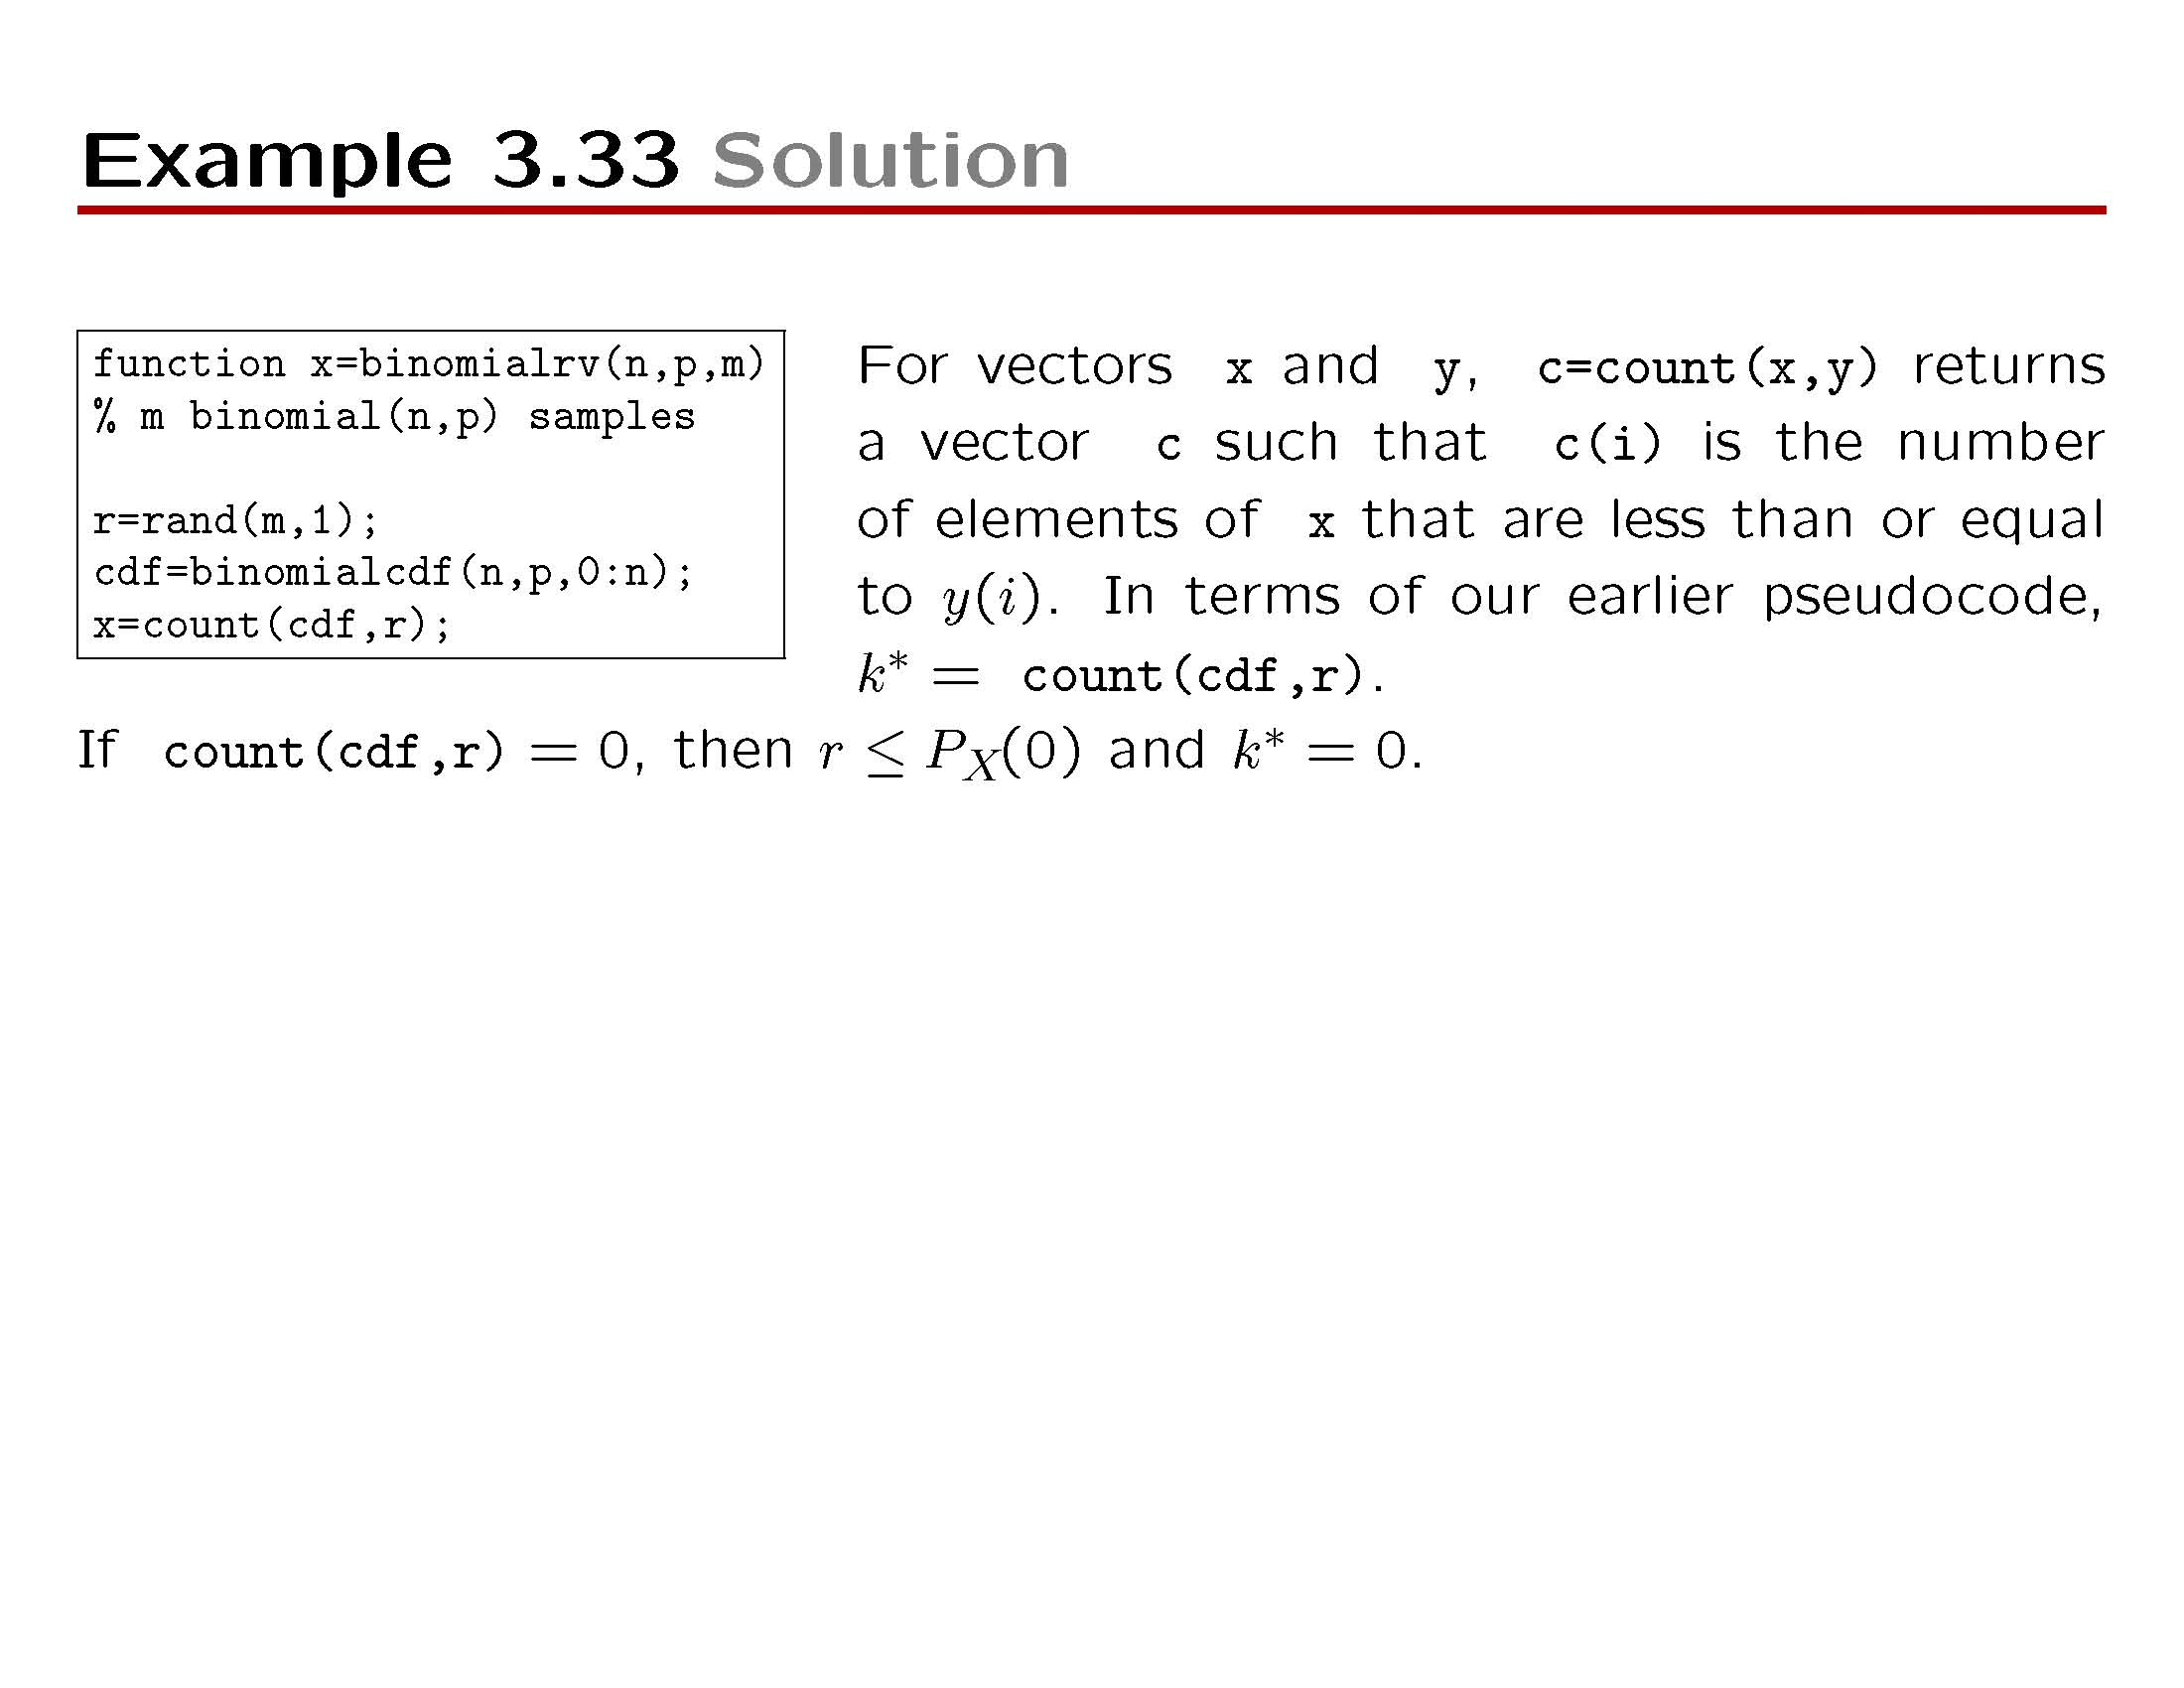 Example 3.33 Solution
function x=binomialrv(n,p,m)
% m binomial(n,p) samples
r=rand(m,1);
cdf=binomialcdf(n,p,0:n);
x=count(cdf,r);
For vectors x and y, c=count(x,y) returns
a vector c such that c(i) is the number
of elements of x that are less than or equal
to y(i). In terms of our earlier pseudocode,
k* = count(cdf,r).
If count(cdf,r) = 0, then r ≤ P_X(0) and k* = 0.